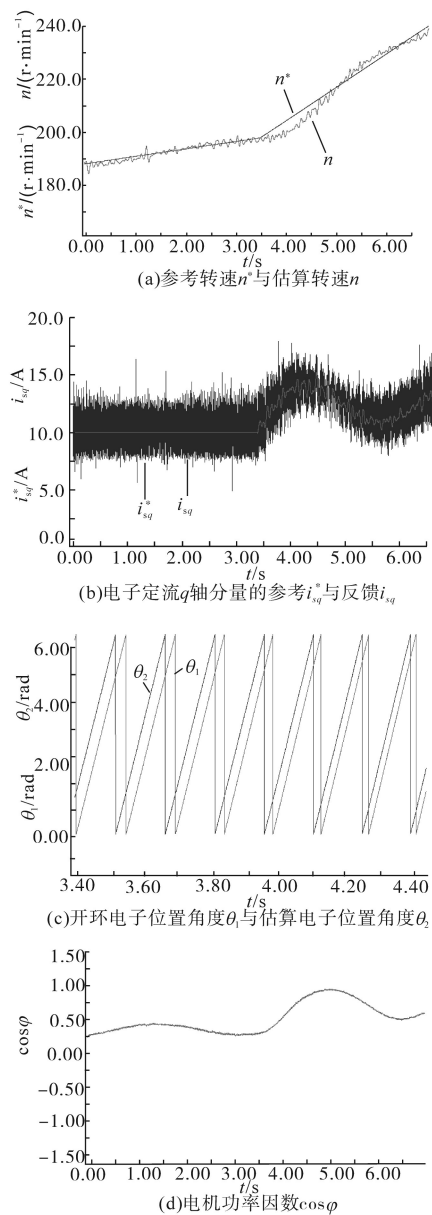 240.0
220.0
200.0
180.0
n*/(r·min⁻¹) n/(r·min⁻¹)
n*
n
0.00 1.00 2.00 3.00 4.00 5.00 6.00
t/s
(a)参考转速n*与估算转速n
20.0
15.0
10.0
5.0
0.0
i*sq/A isq/A
i*sq isq
0.00 1.00 2.00 3.00 4.00 5.00 6.00
t/s
(b)电子定流q轴分量的参考i*sq与反馈isq
6.00
4.00
2.00
0.00
θ1/rad θ2/rad
θ2 θ1
3.40 3.60 3.80 4.00 4.20 4.40
t/s
(c)开环电子位置角度θ1与估算电子位置角度θ2
1.50
1.00
0.50
0.00
−0.50
−1.00
−1.50
cosφ
0.00 1.00 2.00 3.00 4.00 5.00 6.00
t/s
(d)电机功率因数cosφ